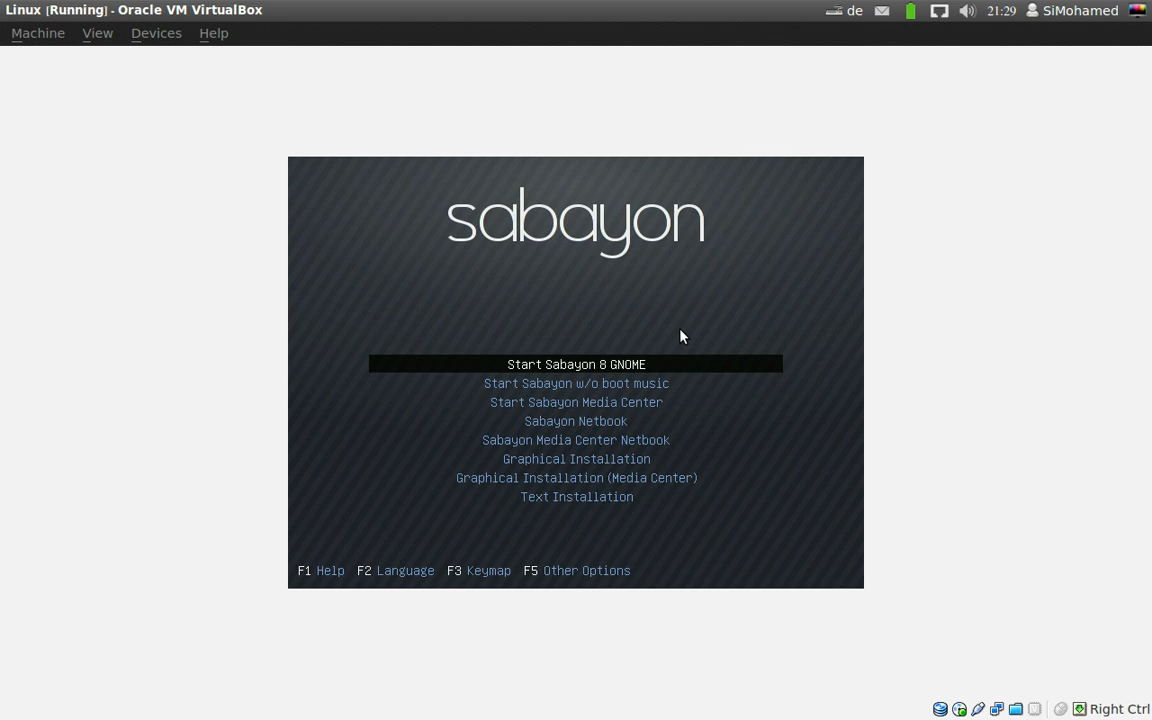 Linux [Running] - Oracle VM VirtualBox
de
21:29
SiMohamed
Machine View Devices Help
sabayon
Start Sabayon 8 GNOME
Start Sabayon w/o boot music
Start Sabayon Media Center
Sabayon Netbook
Sabayon Media Center Netbook
Graphical Installation
Graphical Installation (Media Center)
Text Installation
F1 Help F2 Language F3 Keymap F5 Other Options
Right Ctrl